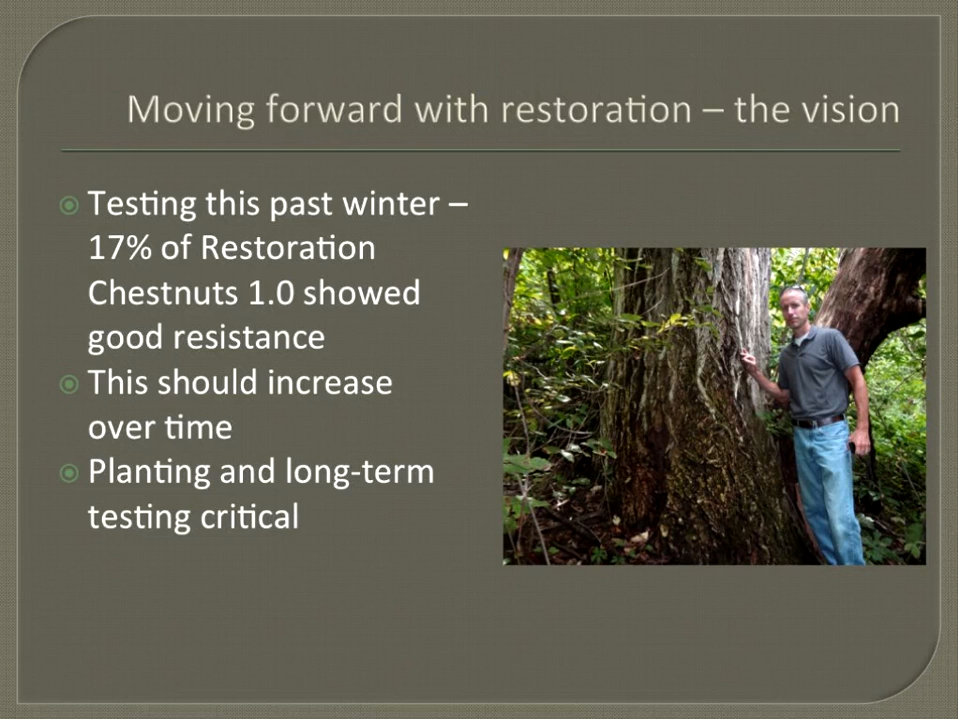 Moving forward with restoration – the vision
Testing this past winter –
17% of Restoration
Chestnuts 1.0 showed
good resistance
This should increase
over time
Planting and long-term
testing critical